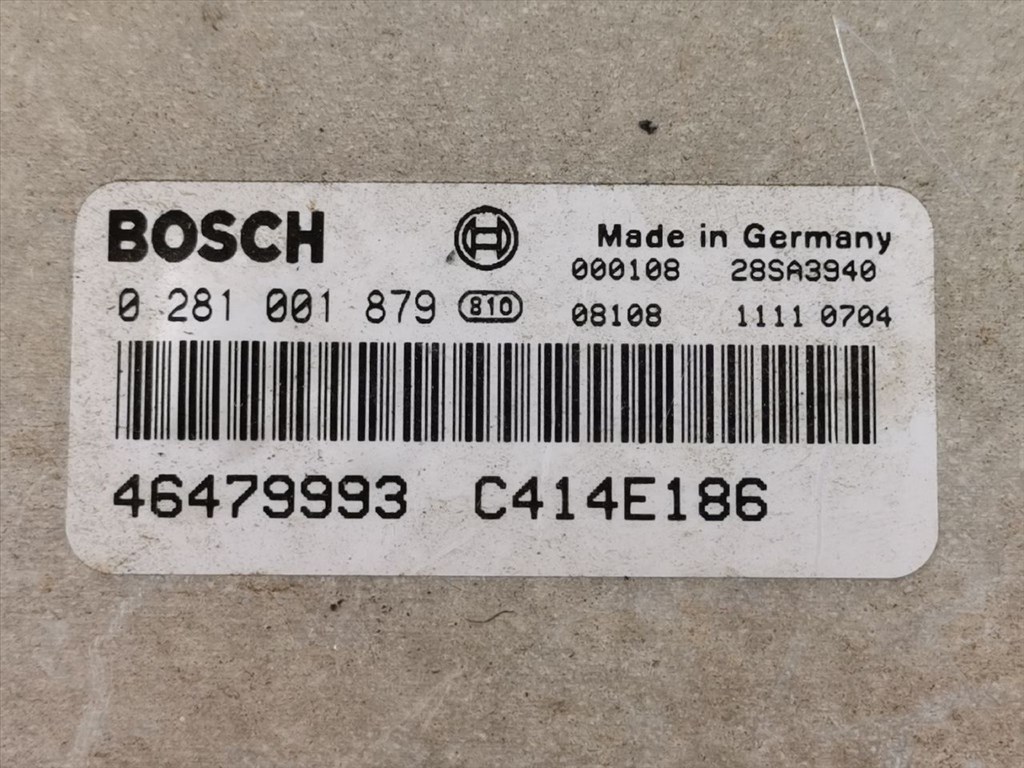 BOSCH Made in Germany
000108 28SA3940
0 281 001 879 810 08108 1111 0704
46479993 C414E186